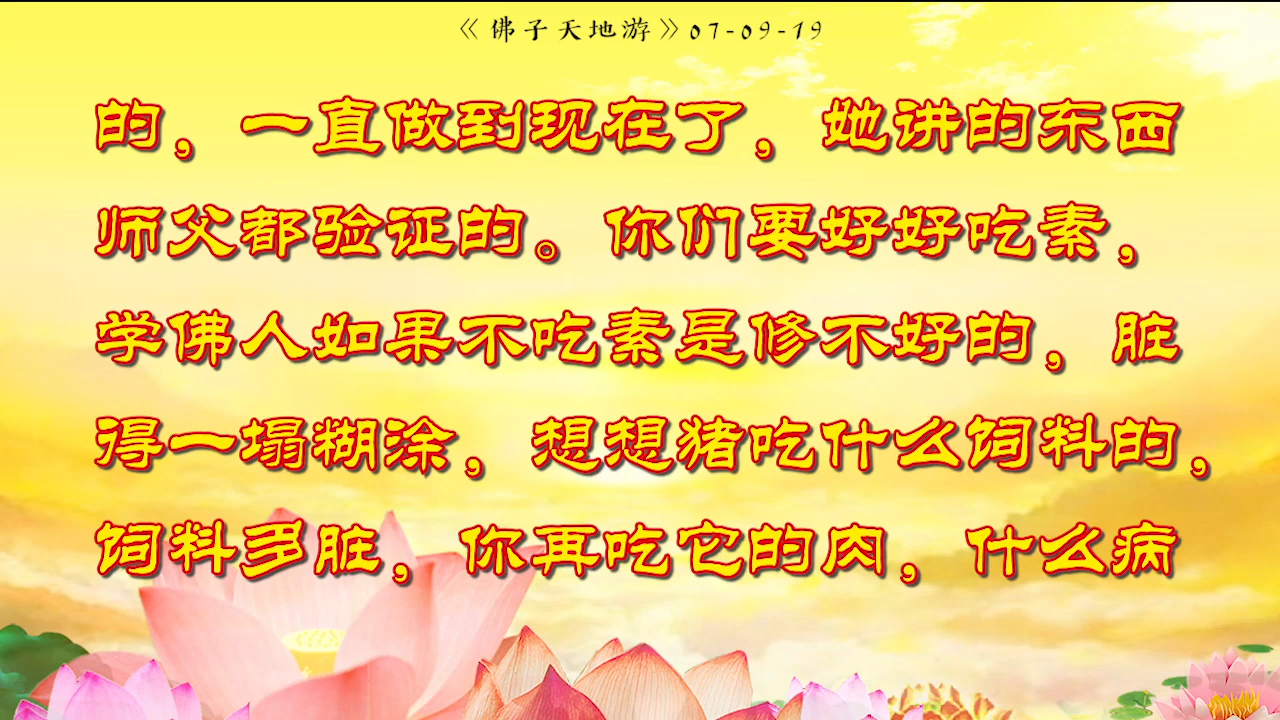 《佛子天地游》07-09-19
的，一直做到现在了，她讲的东西
师父都验证的。你们要好好吃素，
学佛人如果不吃素是修不好的，脏
得一塌糊涂，想想猪吃什么饲料的，
饲料多脏，你再吃它的肉，什么病